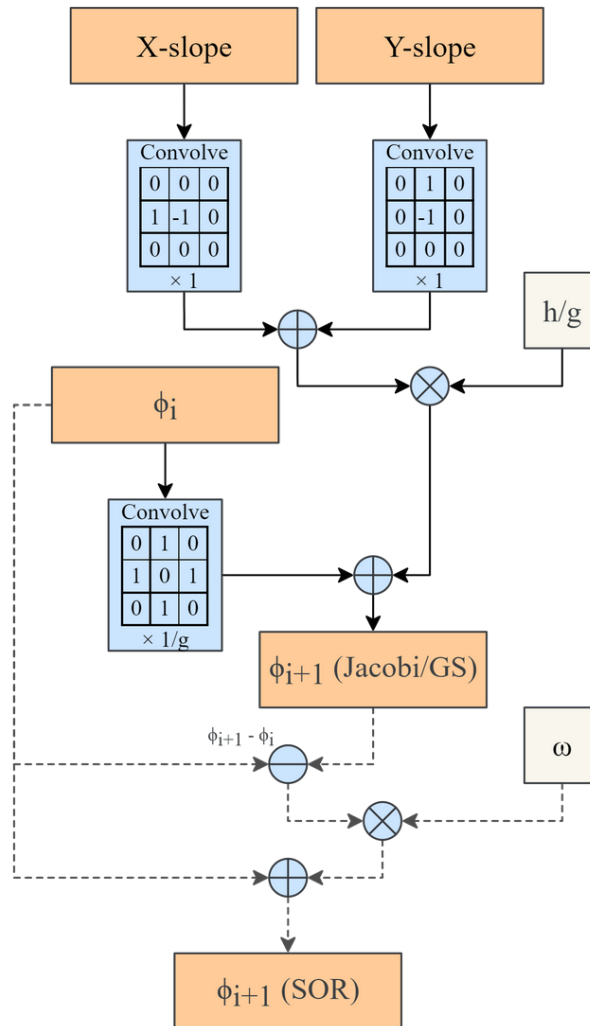 X-slope
Y-slope
Convolve
0 0 0
1 -1 0
0 0 0
× 1
Convolve
0 1 0
0 -1 0
0 0 0
× 1
h/g
ϕi
Convolve
0 1 0
1 0 1
0 1 0
× 1/g
ϕi+1 (Jacobi/GS)
ϕi+1 - ϕi
ω
ϕi+1 (SOR)